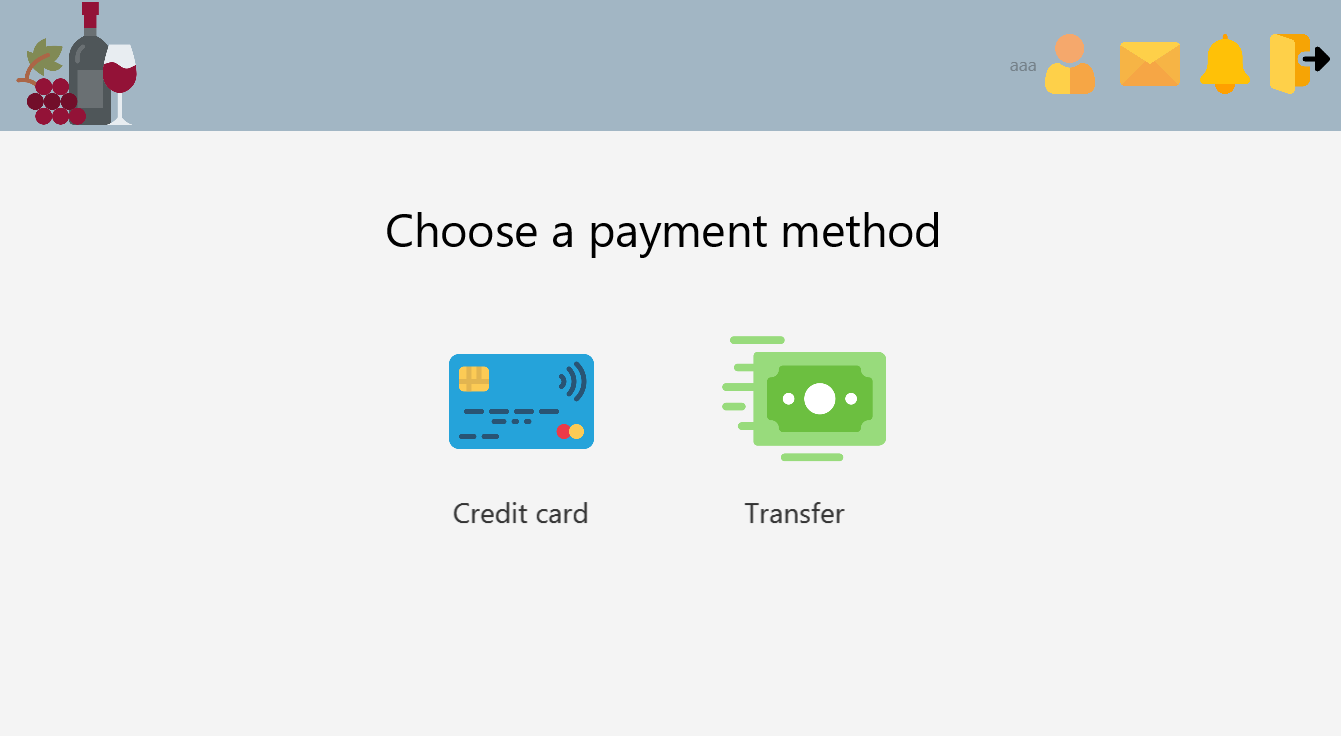 aaa
Choose a payment method
Credit card
Transfer